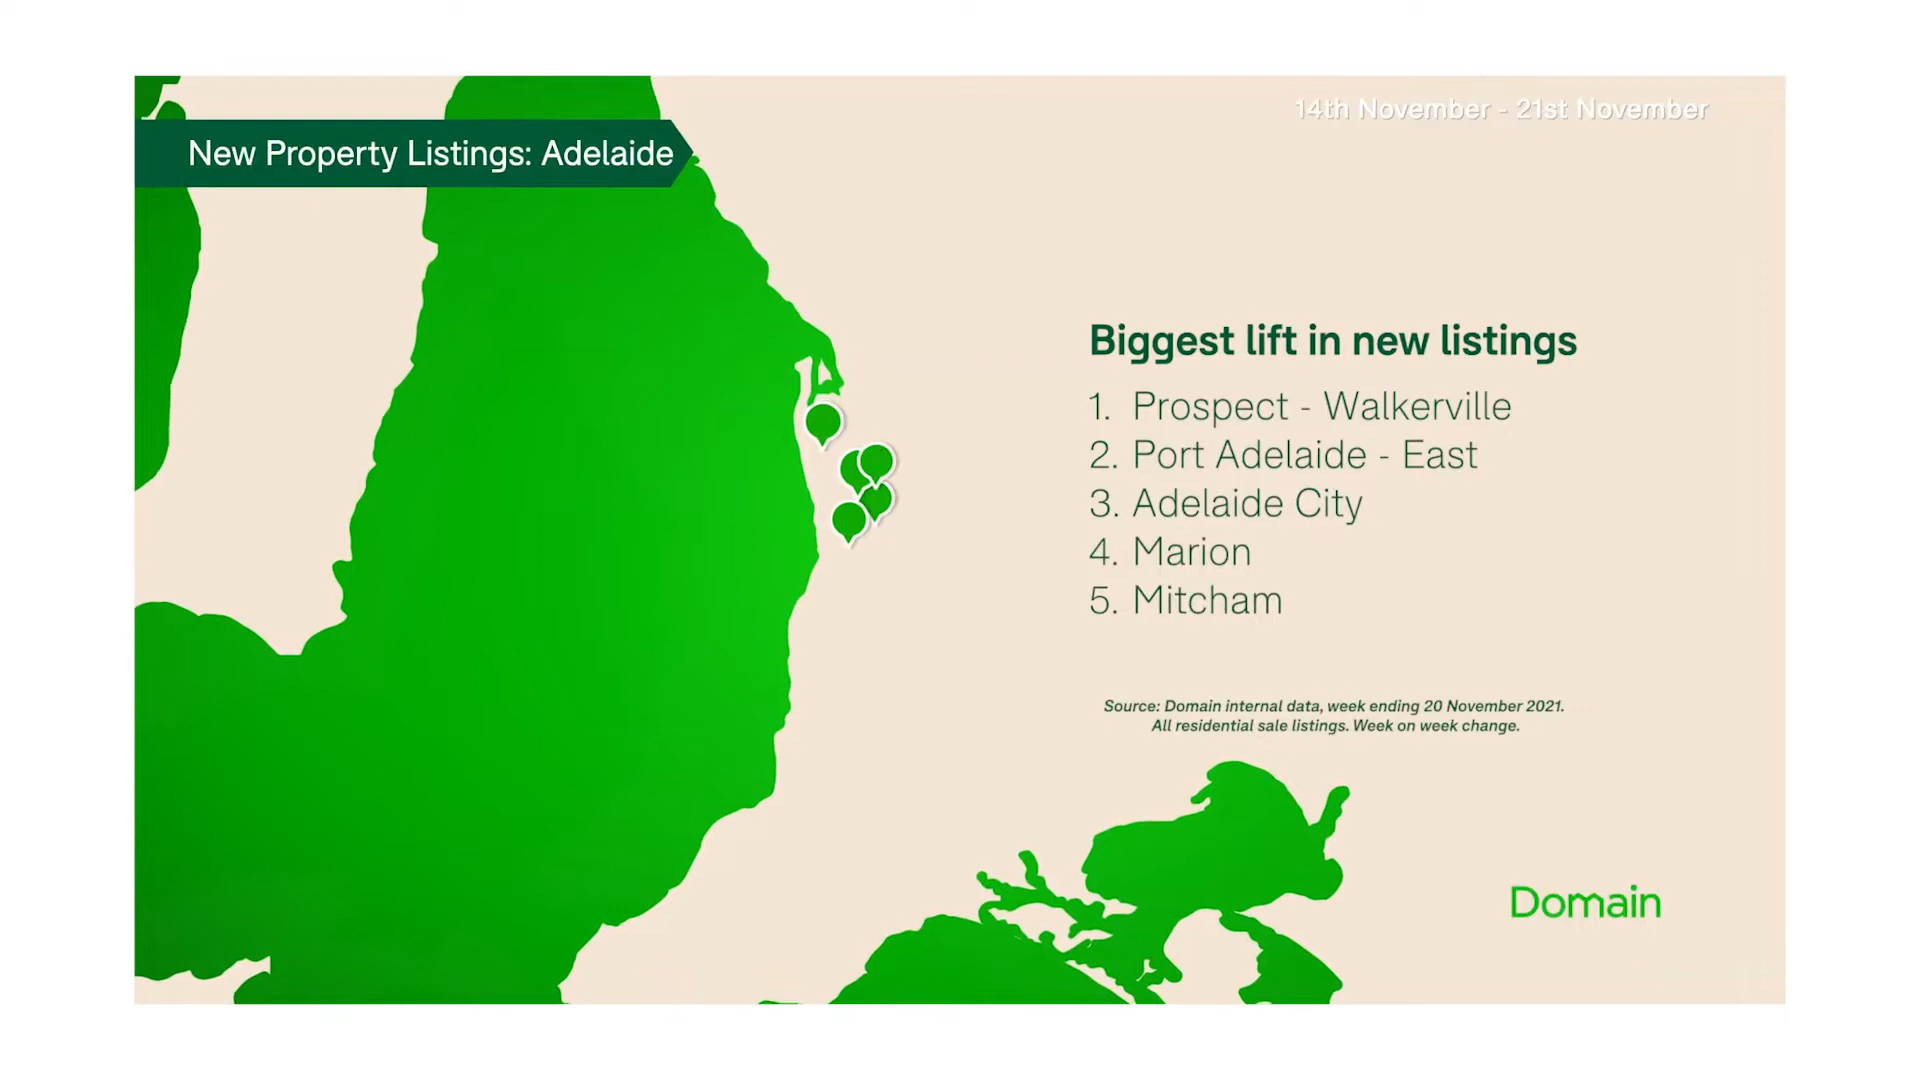 14th November - 21st November
New Property Listings: Adelaide
Biggest lift in new listings
1. Prospect - Walkerville
2. Port Adelaide - East
3. Adelaide City
4. Marion
5. Mitcham
Source: Domain internal data, week ending 20 November 2021.
All residential sale listings. Week on week change.
Domain